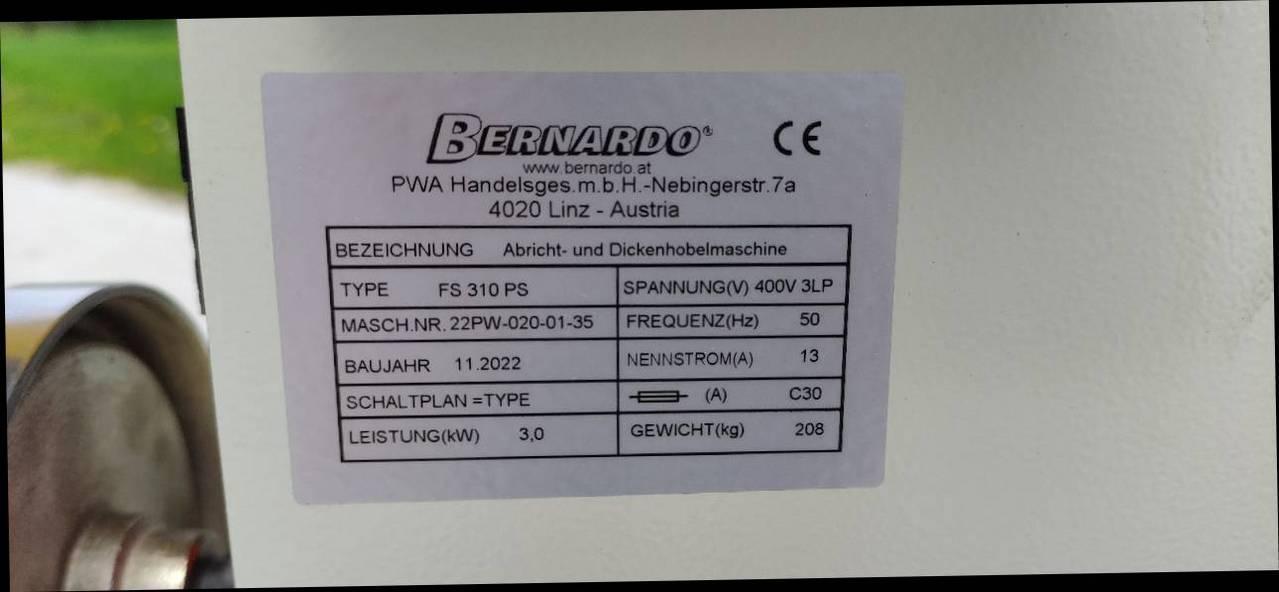 BERNARDO® CE
www.bernardo.at
PWA Handelsges.m.b.H.-Nebingerstr.7a
4020 Linz - Austria
BEZEICHNUNG Abricht- und Dickenhobelmaschine
TYPE FS 310 PS SPANNUNG(V) 400V 3LP
MASCH.NR. 22PW-020-01-35 FREQUENZ(Hz) 50
BAUJAHR 11.2022 NENNSTROM(A) 13
SCHALTPLAN =TYPE (A) C30
LEISTUNG(kW) 3,0 GEWICHT(kg) 208